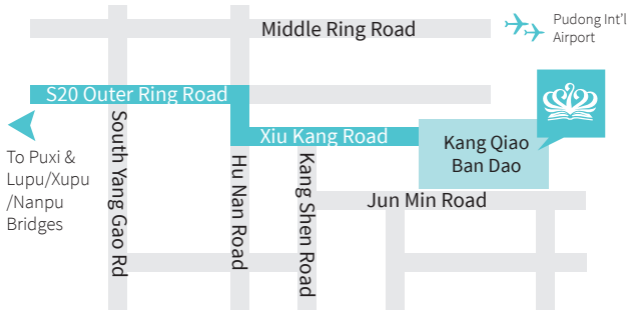 Middle Ring Road
Pudong Int'l
Airport
S20 Outer Ring Road
Xiu Kang Road
Kang Qiao
Ban Dao
To Puxi &
Lupu/Xupu
/Nanpu
Bridges
South Yang Gao Rd
Hu Nan Road
Kang Shen Road
Jun Min Road